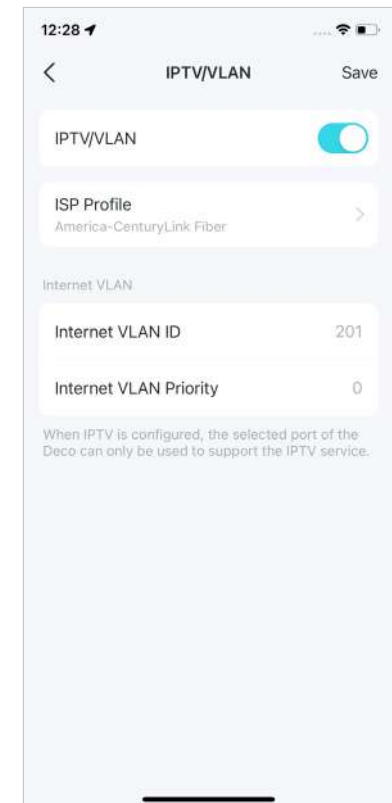 12:28
IPTV/VLAN
Save
IPTV/VLAN
ISP Profile
America-CenturyLink Fiber
Internet VLAN
Internet VLAN ID
201
Internet VLAN Priority
0
When IPTV is configured, the selected port of the
Deco can only be used to support the IPTV service.